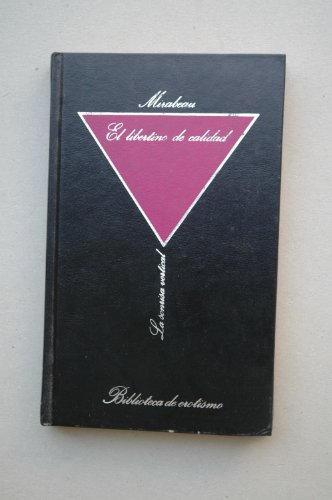 Mirabeau
El libertino de calidad
La sonrisa vertical
Biblioteca de erotismo